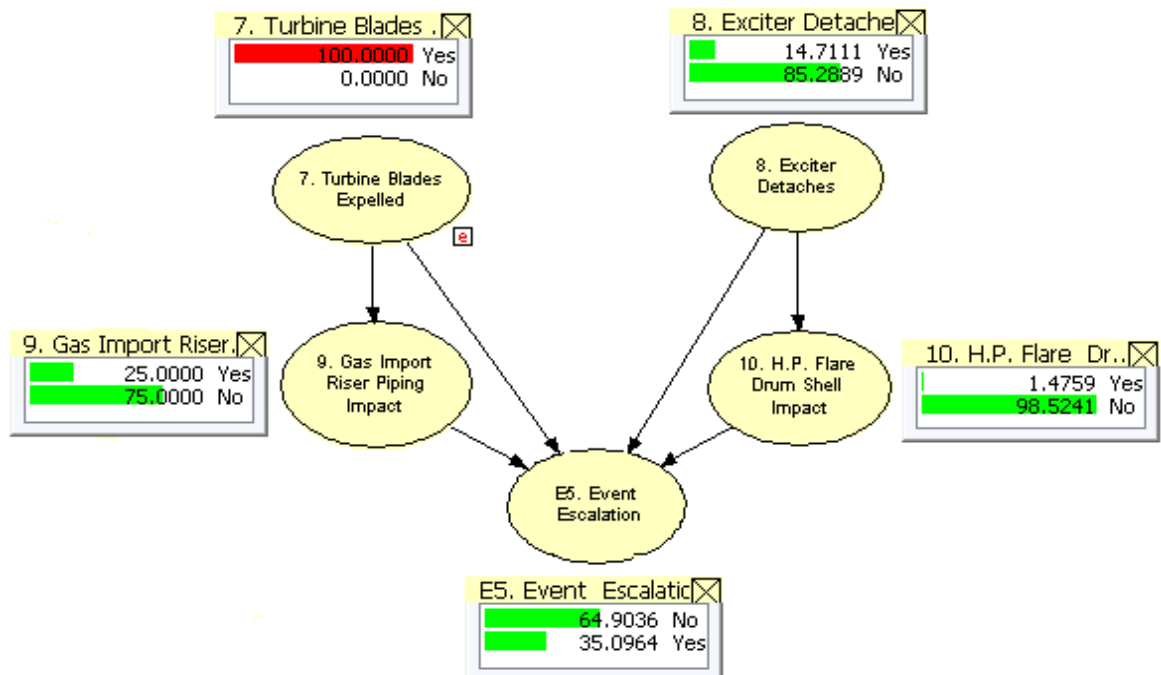 7. Turbine Blades .
100.0000 Yes
0.0000 No
8. Exciter Detache
14.7111 Yes
85.2889 No
7. Turbine Blades
Expelled
e
8. Exciter
Detaches
9. Gas Import Riser.
25.0000 Yes
75.0000 No
9. Gas Import
Riser Piping
Impact
10. H.P. Flare
Drum Shell
Impact
10. H.P. Flare Dr..
1.4759 Yes
98.5241 No
E5. Event
Escalation
E5. Event Escalatic
64.9036 No
35.0964 Yes